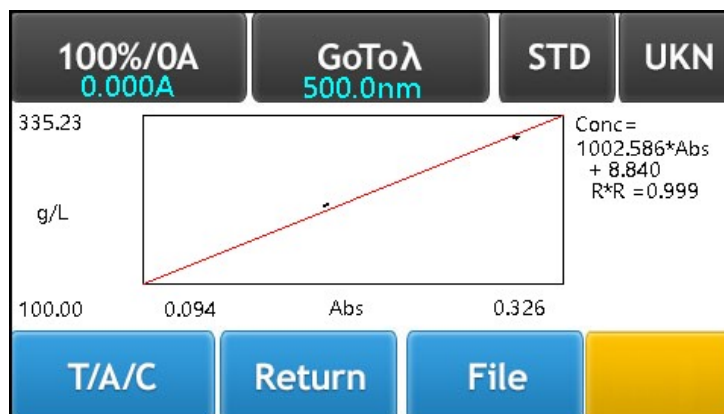 100%/0A
0.000A
GoToλ
500.0nm
STD
UKN
335.23
g/L
100.00
0.094
Abs
0.326
Conc=
1002.586*Abs
+ 8.840
R*R =0.999
T/A/C
Return
File